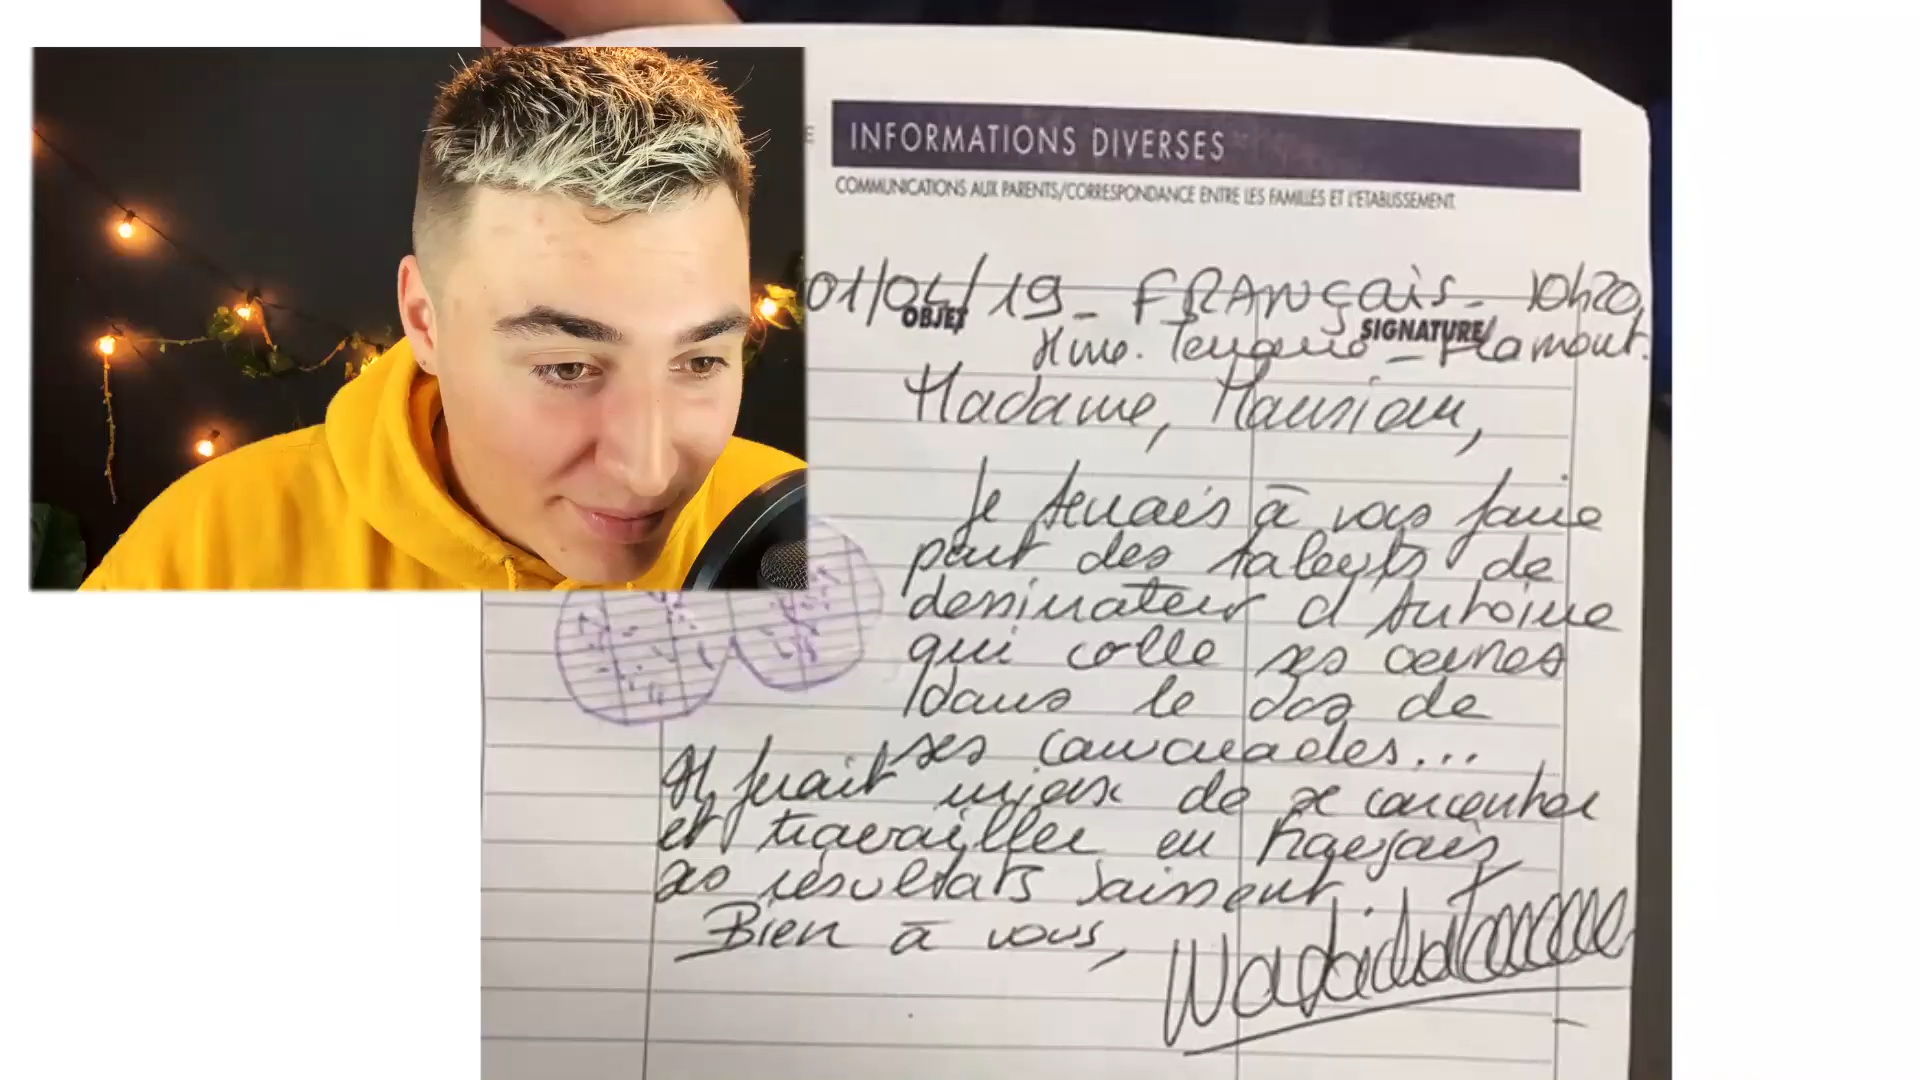 E
INFORMATIONS DIVERSES
COMMUNICATIONS AUX PARENTS/CORRESPONDANCE ENTRE LES FAMILLES ET L'ETABLISSEMENT.
01/04/19 - FRANÇais - 10h20
OBJET
SIGNATURE
Mme.
Madame, Monsieur,
Je tenais à vous faire
part des talents de
dessinateur d'Antoine
qui colle ses oeuvres
dans le dos de
ses camarades...
Il ferait mieux de se concentrer
et travailler en français,
ses résultats baissent.
Bien à vous,